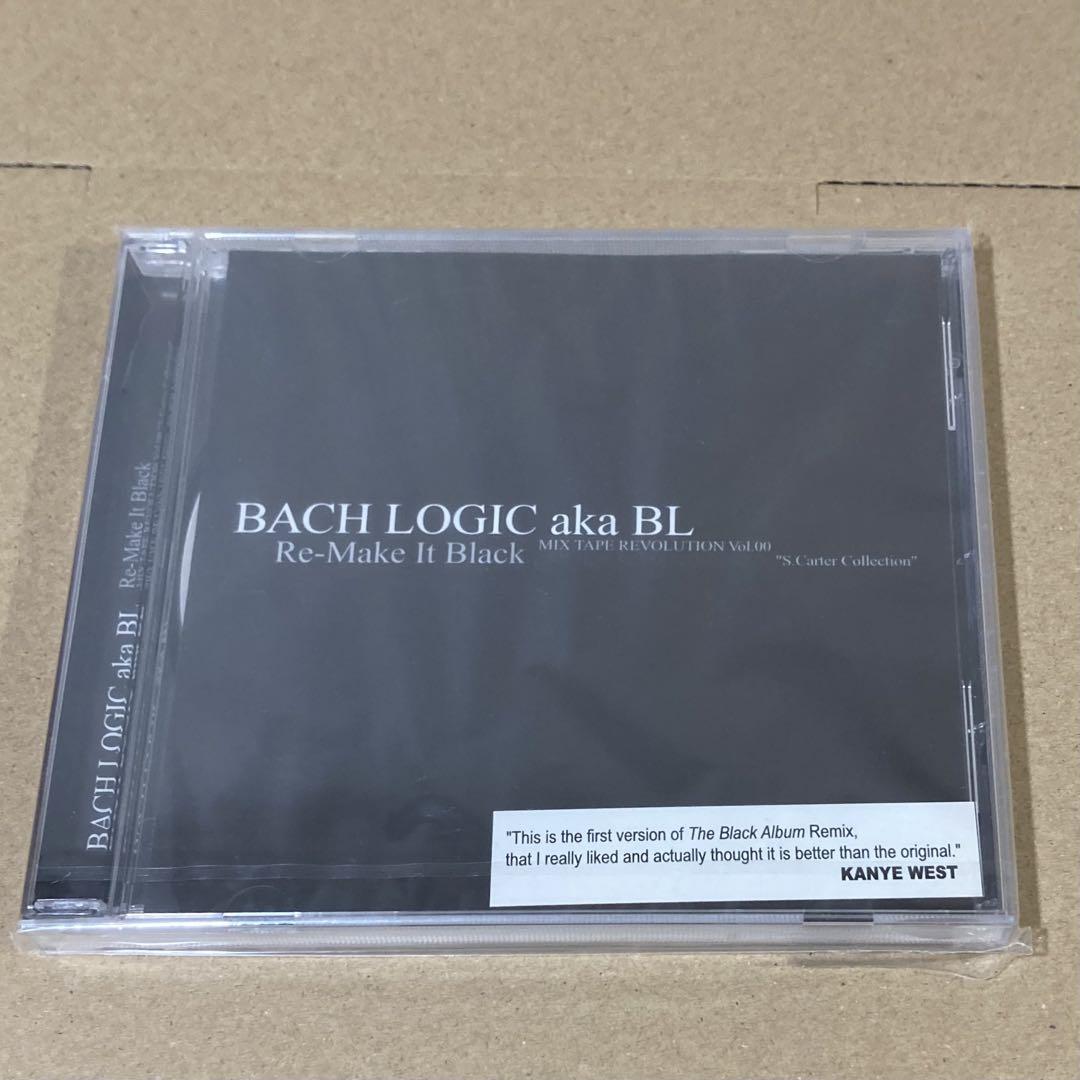 BACH LOGIC aka BL
Re-Make It Black
MIX TAPE REVOLUTION Vol.00
"S.Carter Collection"
BACH LOGIC aka BL
Re-Make It Black
"This is the first version of The Black Album Remix,
that I really liked and actually thought it is better than the original."
KANYE WEST